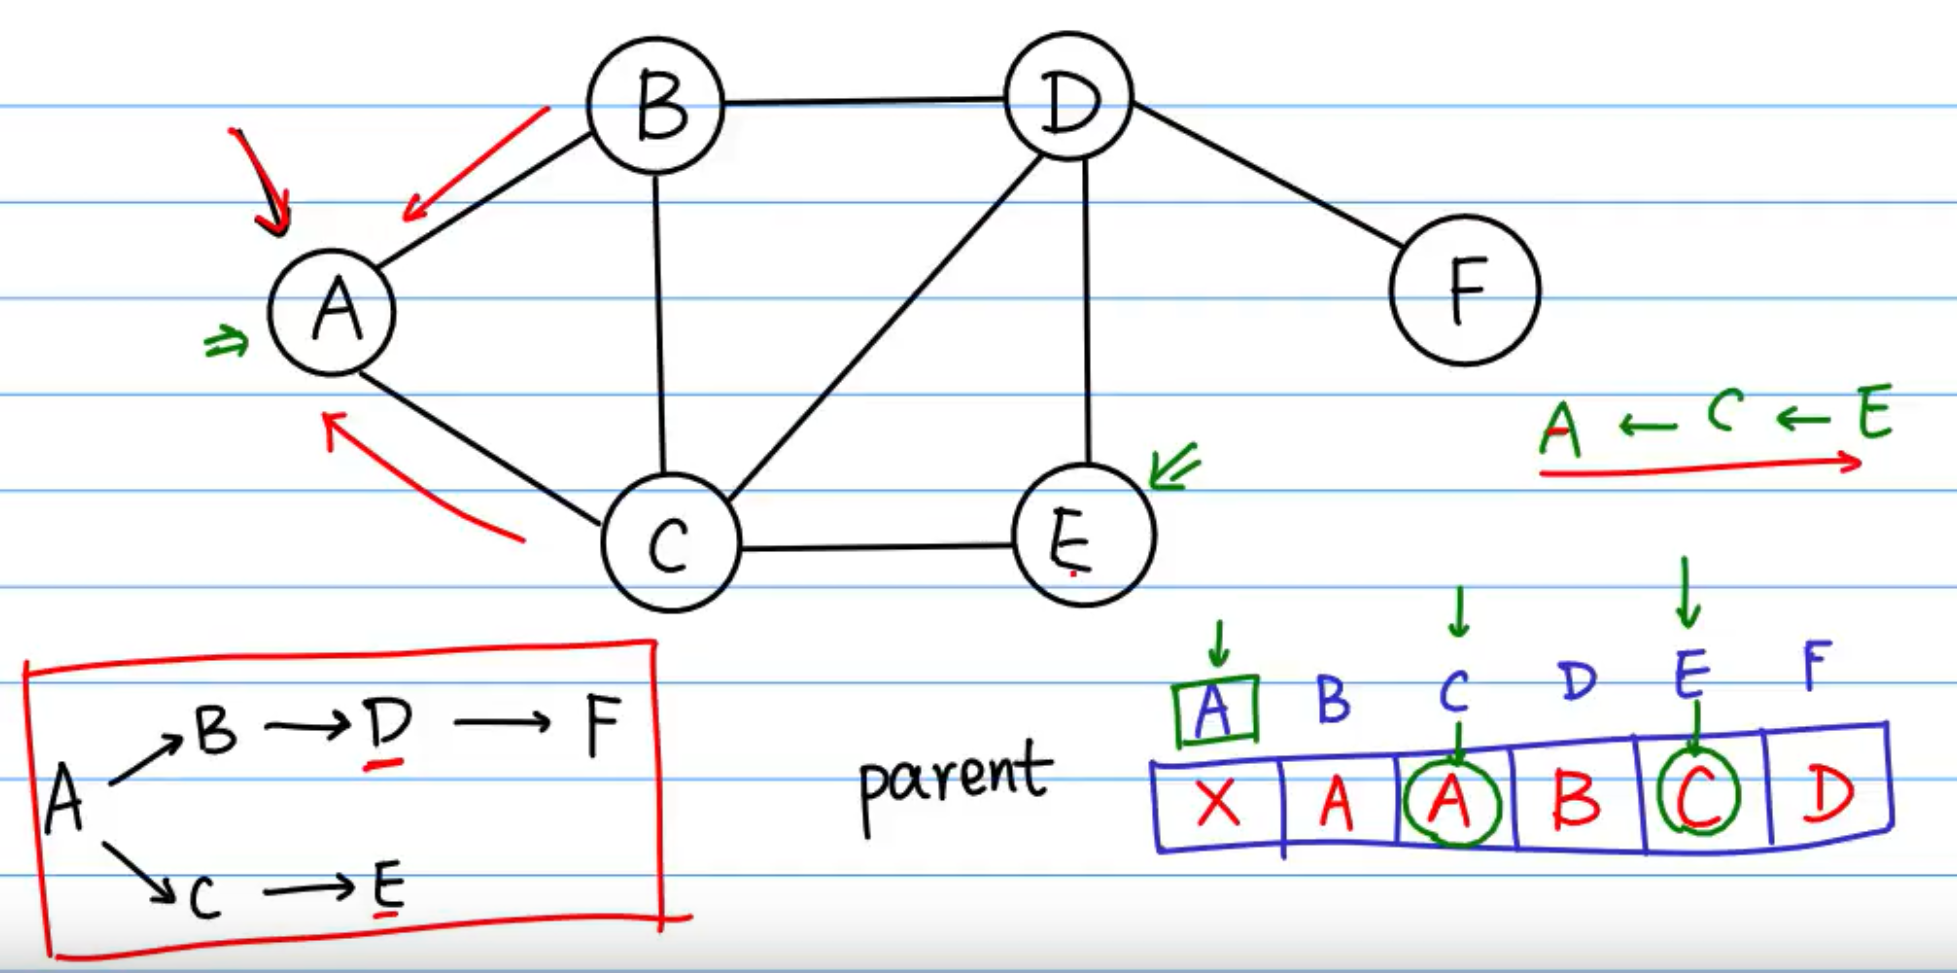 B D
A F
A ← C ← E
C E
A B C D E F
B → D → F
A
parent X A A B C D
C → E